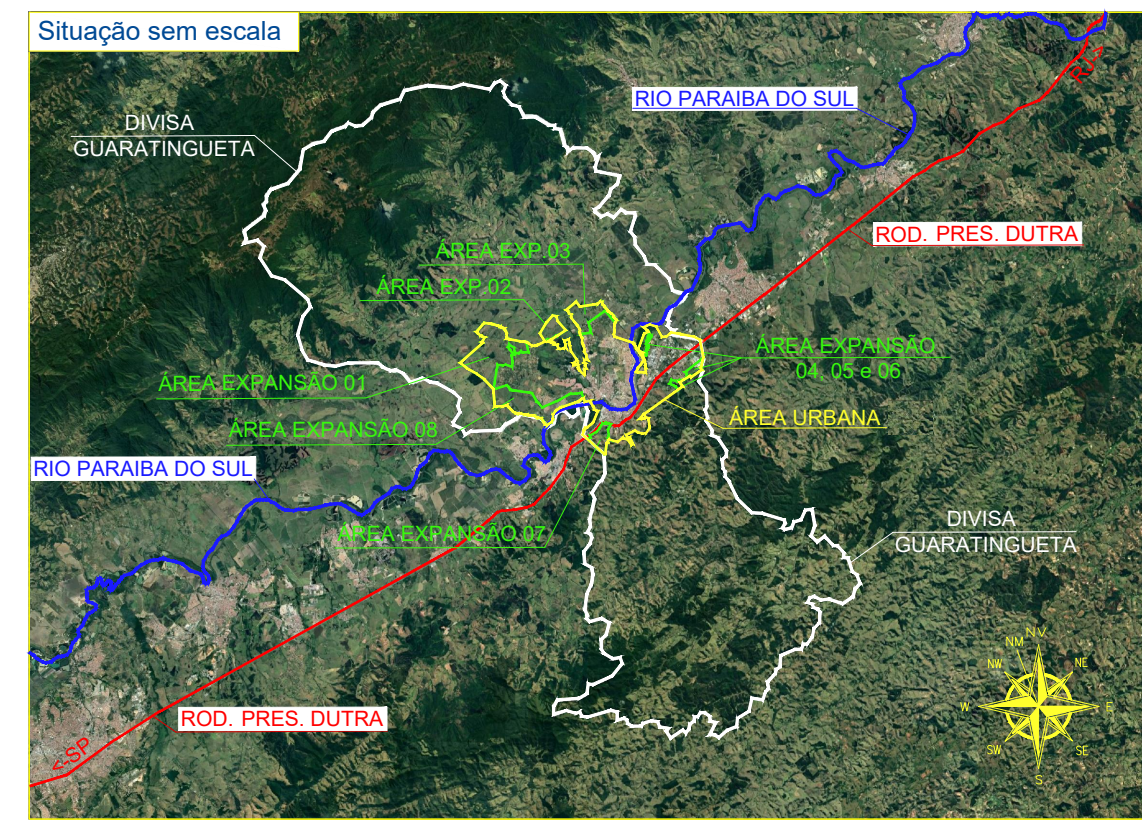 Situação sem escala
RJ->
RIO PARAIBA DO SUL
DIVISA
GUARATINGUETA
ROD. PRES. DUTRA
ÁREA EXP.03
ÁREA EXP.02
ÁREA EXPANSÃO
04, 05 e 06
ÁREA EXPANSÃO 01
ÁREA URBANA
ÁREA EXPANSÃO 08
RIO PARAIBA DO SUL
ÁREA EXPANSÃO 07
DIVISA
GUARATINGUETA
NV
NM
NW
NE
W
E
SW
SE
S
ROD. PRES. DUTRA
<-SP